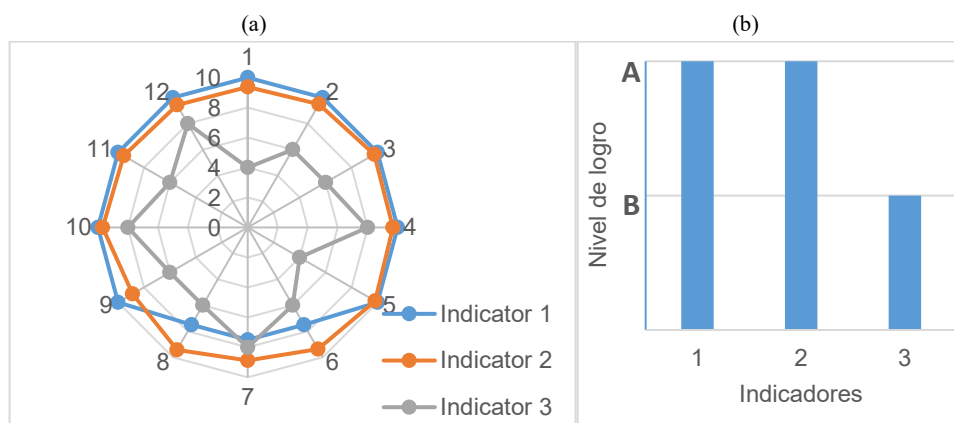 (a)
(b)
1
2
3
4
5
6
7
8
9
10
11
12
10
8
6
4
2
0
Indicator 1
Indicator 2
Indicator 3
A
B
Nivel de logro
1 2 3
Indicadores